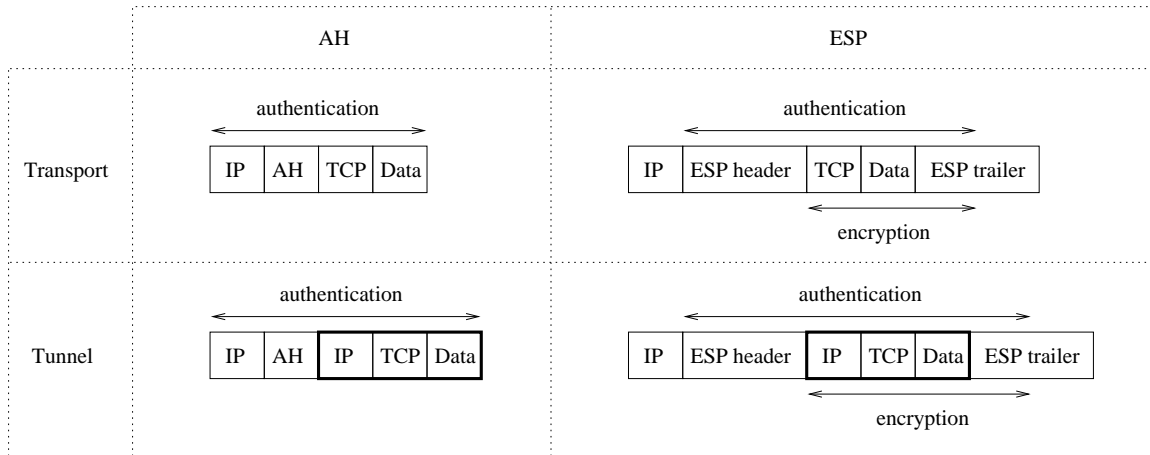 AH ESP
authentication authentication
Transport IP AH TCP Data IP ESP header TCP Data ESP trailer
encryption
authentication authentication
Tunnel IP AH IP TCP Data IP ESP header IP TCP Data ESP trailer
encryption